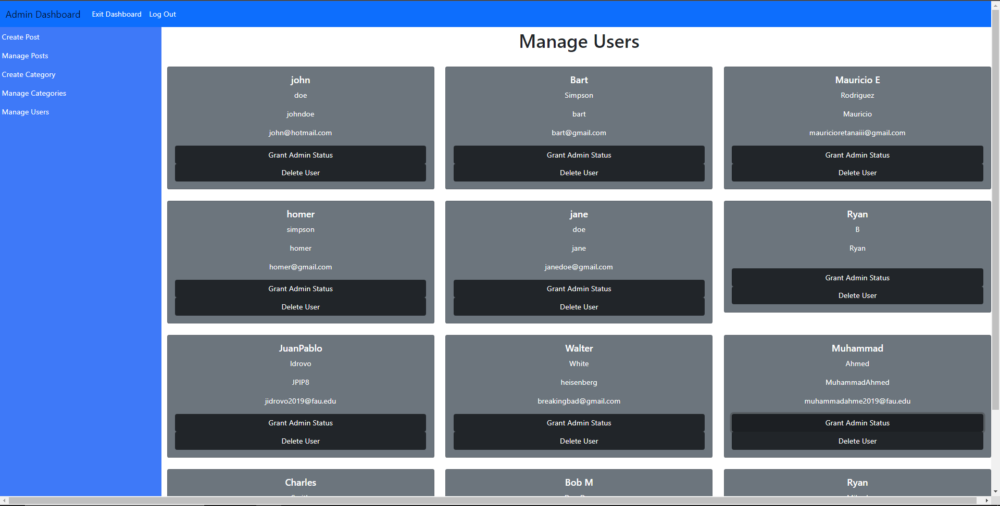 Admin Dashboard Exit Dashboard Log Out
Create Post
Manage Posts
Create Category
Manage Categories
Manage Users
Manage Users
john
doe
johndoe
john@hotmail.com
Grant Admin Status
Delete User
Bart
Simpson
bart
bart@gmail.com
Grant Admin Status
Delete User
Mauricio E
Rodriguez
Mauricio
mauricioretanaiii@gmail.com
Grant Admin Status
Delete User
homer
simpson
homer
homer@gmail.com
Grant Admin Status
Delete User
jane
doe
jane
janedoe@gmail.com
Grant Admin Status
Delete User
Ryan
B
Ryan
Grant Admin Status
Delete User
JuanPablo
Idrovo
JPIP8
jidrovo2019@fau.edu
Grant Admin Status
Delete User
Walter
White
heisenberg
breakingbad@gmail.com
Grant Admin Status
Delete User
Muhammad
Ahmed
MuhammadAhmed
muhammadahme2019@fau.edu
Grant Admin Status
Delete User
Charles
Bob M
Ryan